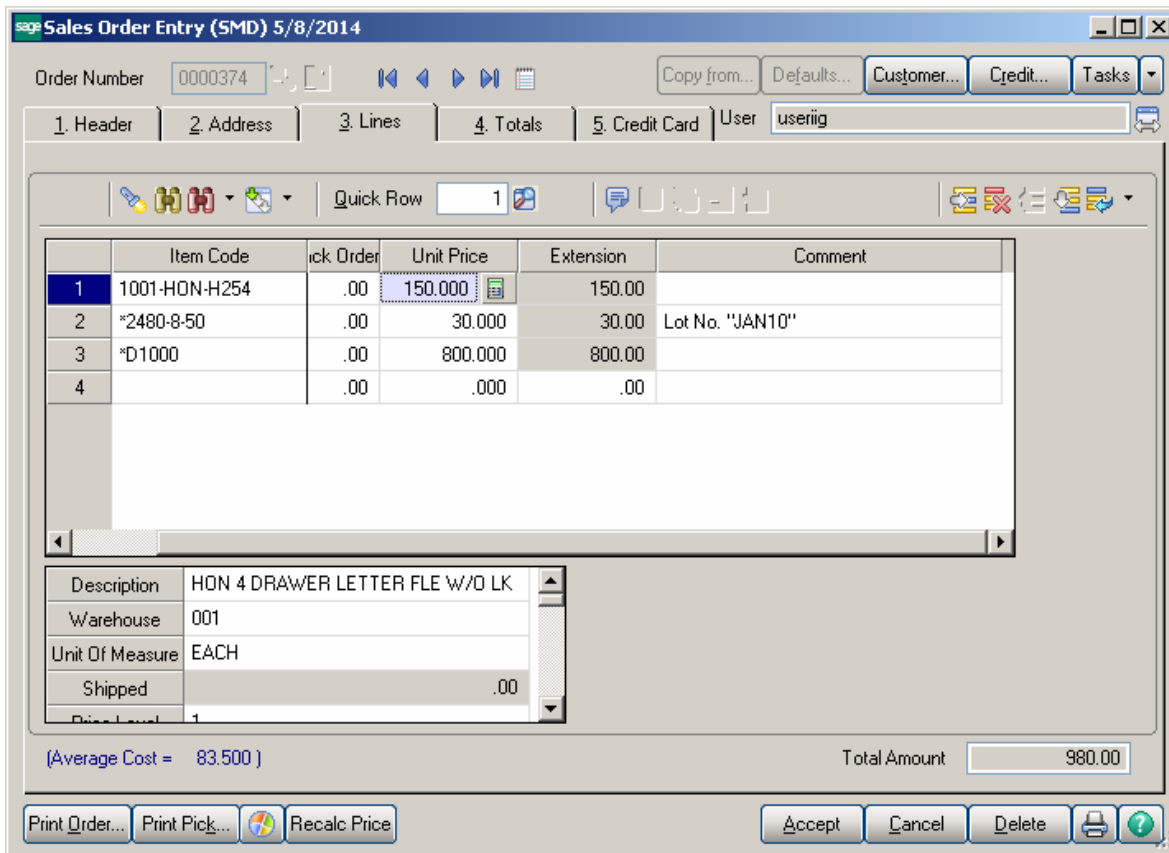 sage Sales Order Entry (SMD) 5/8/2014
Order Number 0000374 Copy from... Defaults... Customer... Credit... Tasks
1. Header 2. Address 3. Lines 4. Totals 5. Credit Card User useriig
Quick Row 1
Item Code ick Order Unit Price Extension Comment
1 1001-HON-H254 .00 150.000 150.00
2 *2480-8-50 .00 30.000 30.00 Lot No. "JAN10"
3 *D1000 .00 800.000 800.00
4 .00 .000 .00
Description HON 4 DRAWER LETTER FLE W/O LK
Warehouse 001
Unit Of Measure EACH
Shipped .00
Price Level 1
(Average Cost = 83.500 ) Total Amount 980.00
Print Order... Print Pick... Recalc Price Accept Cancel Delete ?